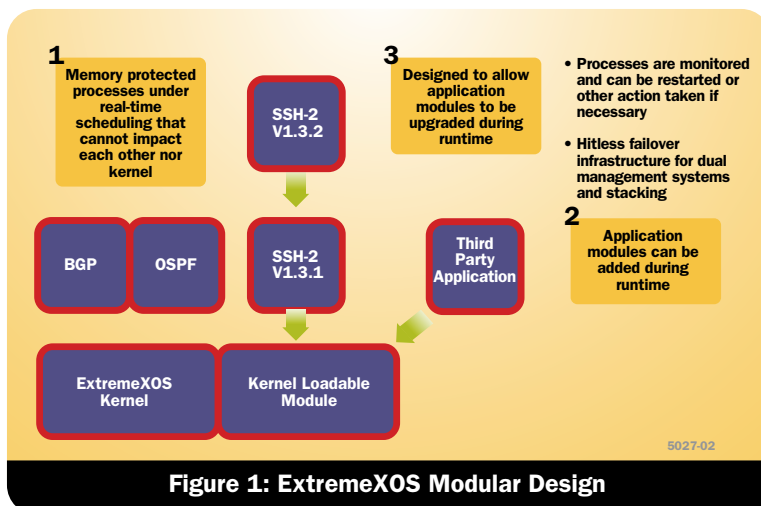 1
Memory protected
processes under
real-time
scheduling that
cannot impact
each other nor
kernel
SSH-2
V1.3.2
3
Designed to allow
application
modules to be
upgraded during
runtime
• Processes are monitored
and can be restarted or
other action taken if
necessary
• Hitless failover
infrastructure for dual
management systems
and stacking
2
Application
modules can be
added during
runtime
BGP
OSPF
SSH-2
V1.3.1
Third
Party
Application
ExtremeXOS
Kernel
Kernel Loadable
Module
5027-02
Figure 1: ExtremeXOS Modular Design